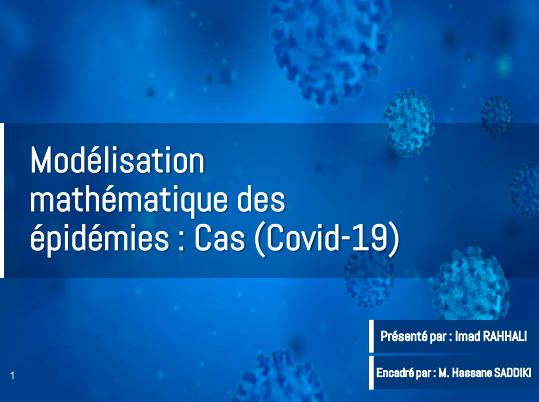 Modélisation
mathématique des
épidémies : Cas (Covid-19)
Présenté par : Imad RAHHALI
Encadré par : M. Hassane SADDIKI
1